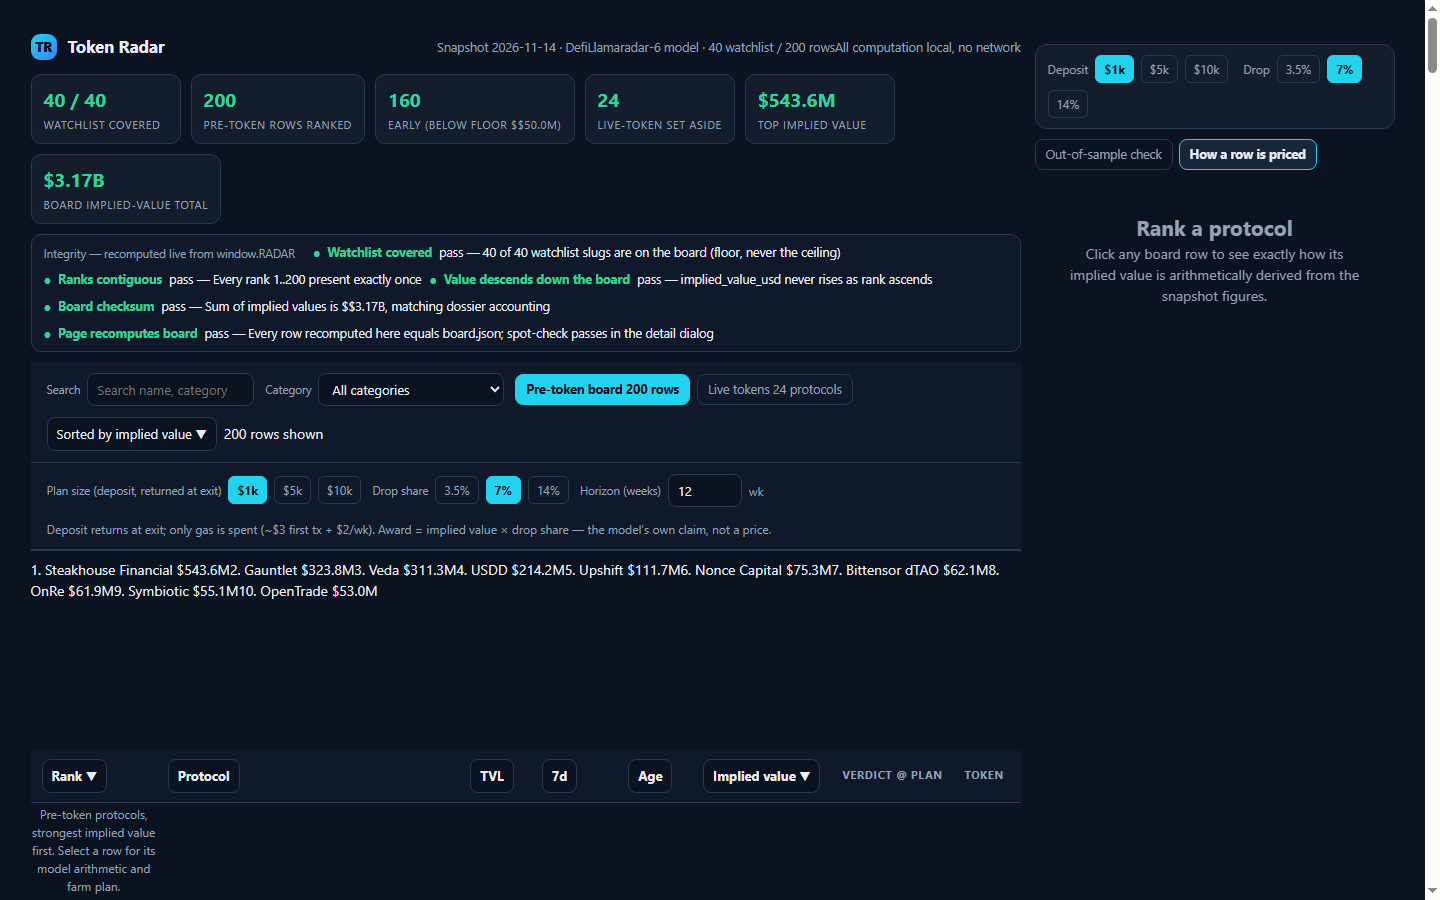 TR Token Radar
Snapshot 2026-11-14 · DefiLlamaradar-6 model · 40 watchlist / 200 rowsAll computation local, no network
40 / 40
WATCHLIST COVERED
200
PRE-TOKEN ROWS RANKED
160
EARLY (BELOW FLOOR $$50.0M)
24
LIVE-TOKEN SET ASIDE
$543.6M
TOP IMPLIED VALUE
$3.17B
BOARD IMPLIED-VALUE TOTAL
Integrity — recomputed live from window.RADAR ● Watchlist covered pass — 40 of 40 watchlist slugs are on the board (floor, never the ceiling)
● Ranks contiguous pass — Every rank 1..200 present exactly once ● Value descends down the board pass — implied_value_usd never rises as rank ascends
● Board checksum pass — Sum of implied values is $$3.17B, matching dossier accounting
● Page recomputes board pass — Every row recomputed here equals board.json; spot-check passes in the detail dialog
Search Search name, category Category All categories Pre-token board 200 rows Live tokens 24 protocols
Sorted by implied value ▼ 200 rows shown
Plan size (deposit, returned at exit) $1k $5k $10k Drop share 3.5% 7% 14% Horizon (weeks) 12 wk
Deposit returns at exit; only gas is spent (~$3 first tx + $2/wk). Award = implied value × drop share — the model's own claim, not a price.
1. Steakhouse Financial $543.6M2. Gauntlet $323.8M3. Veda $311.3M4. USDD $214.2M5. Upshift $111.7M6. Nonce Capital $75.3M7. Bittensor dTAO $62.1M8.
OnRe $61.9M9. Symbiotic $55.1M10. OpenTrade $53.0M
Rank ▼ Protocol TVL 7d Age Implied value ▼ VERDICT @ PLAN TOKEN
Pre-token protocols,
strongest implied value
first. Select a row for its
model arithmetic and
farm plan.
Deposit $1k $5k $10k Drop 3.5% 7%
14%
Out-of-sample check How a row is priced
Rank a protocol
Click any board row to see exactly how its
implied value is arithmetically derived from the
snapshot figures.